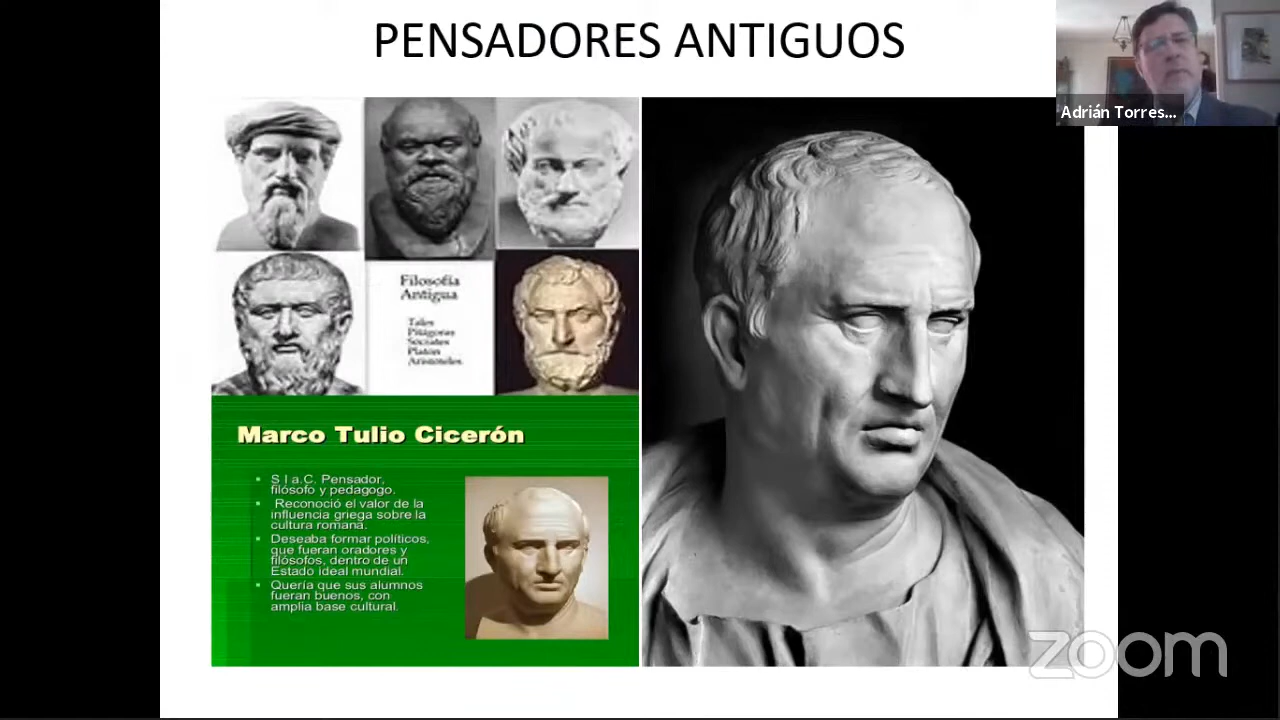 PENSADORES ANTIGUOS
Adrián Torres...
Filosofía
Antigua
Tales
Pitágoras
Sócrates
Platón
Aristóteles
Marco Tulio Cicerón
S I a.C. Pensador,
filósofo y pedagogo.
Reconoció el valor de la
influencia griega sobre la
cultura romana.
Deseaba formar políticos,
que fueran oradores y
filósofos, dentro de un
Estado ideal mundial.
Quería que sus alumnos
fueran buenos, con
amplia base cultural.
zoom